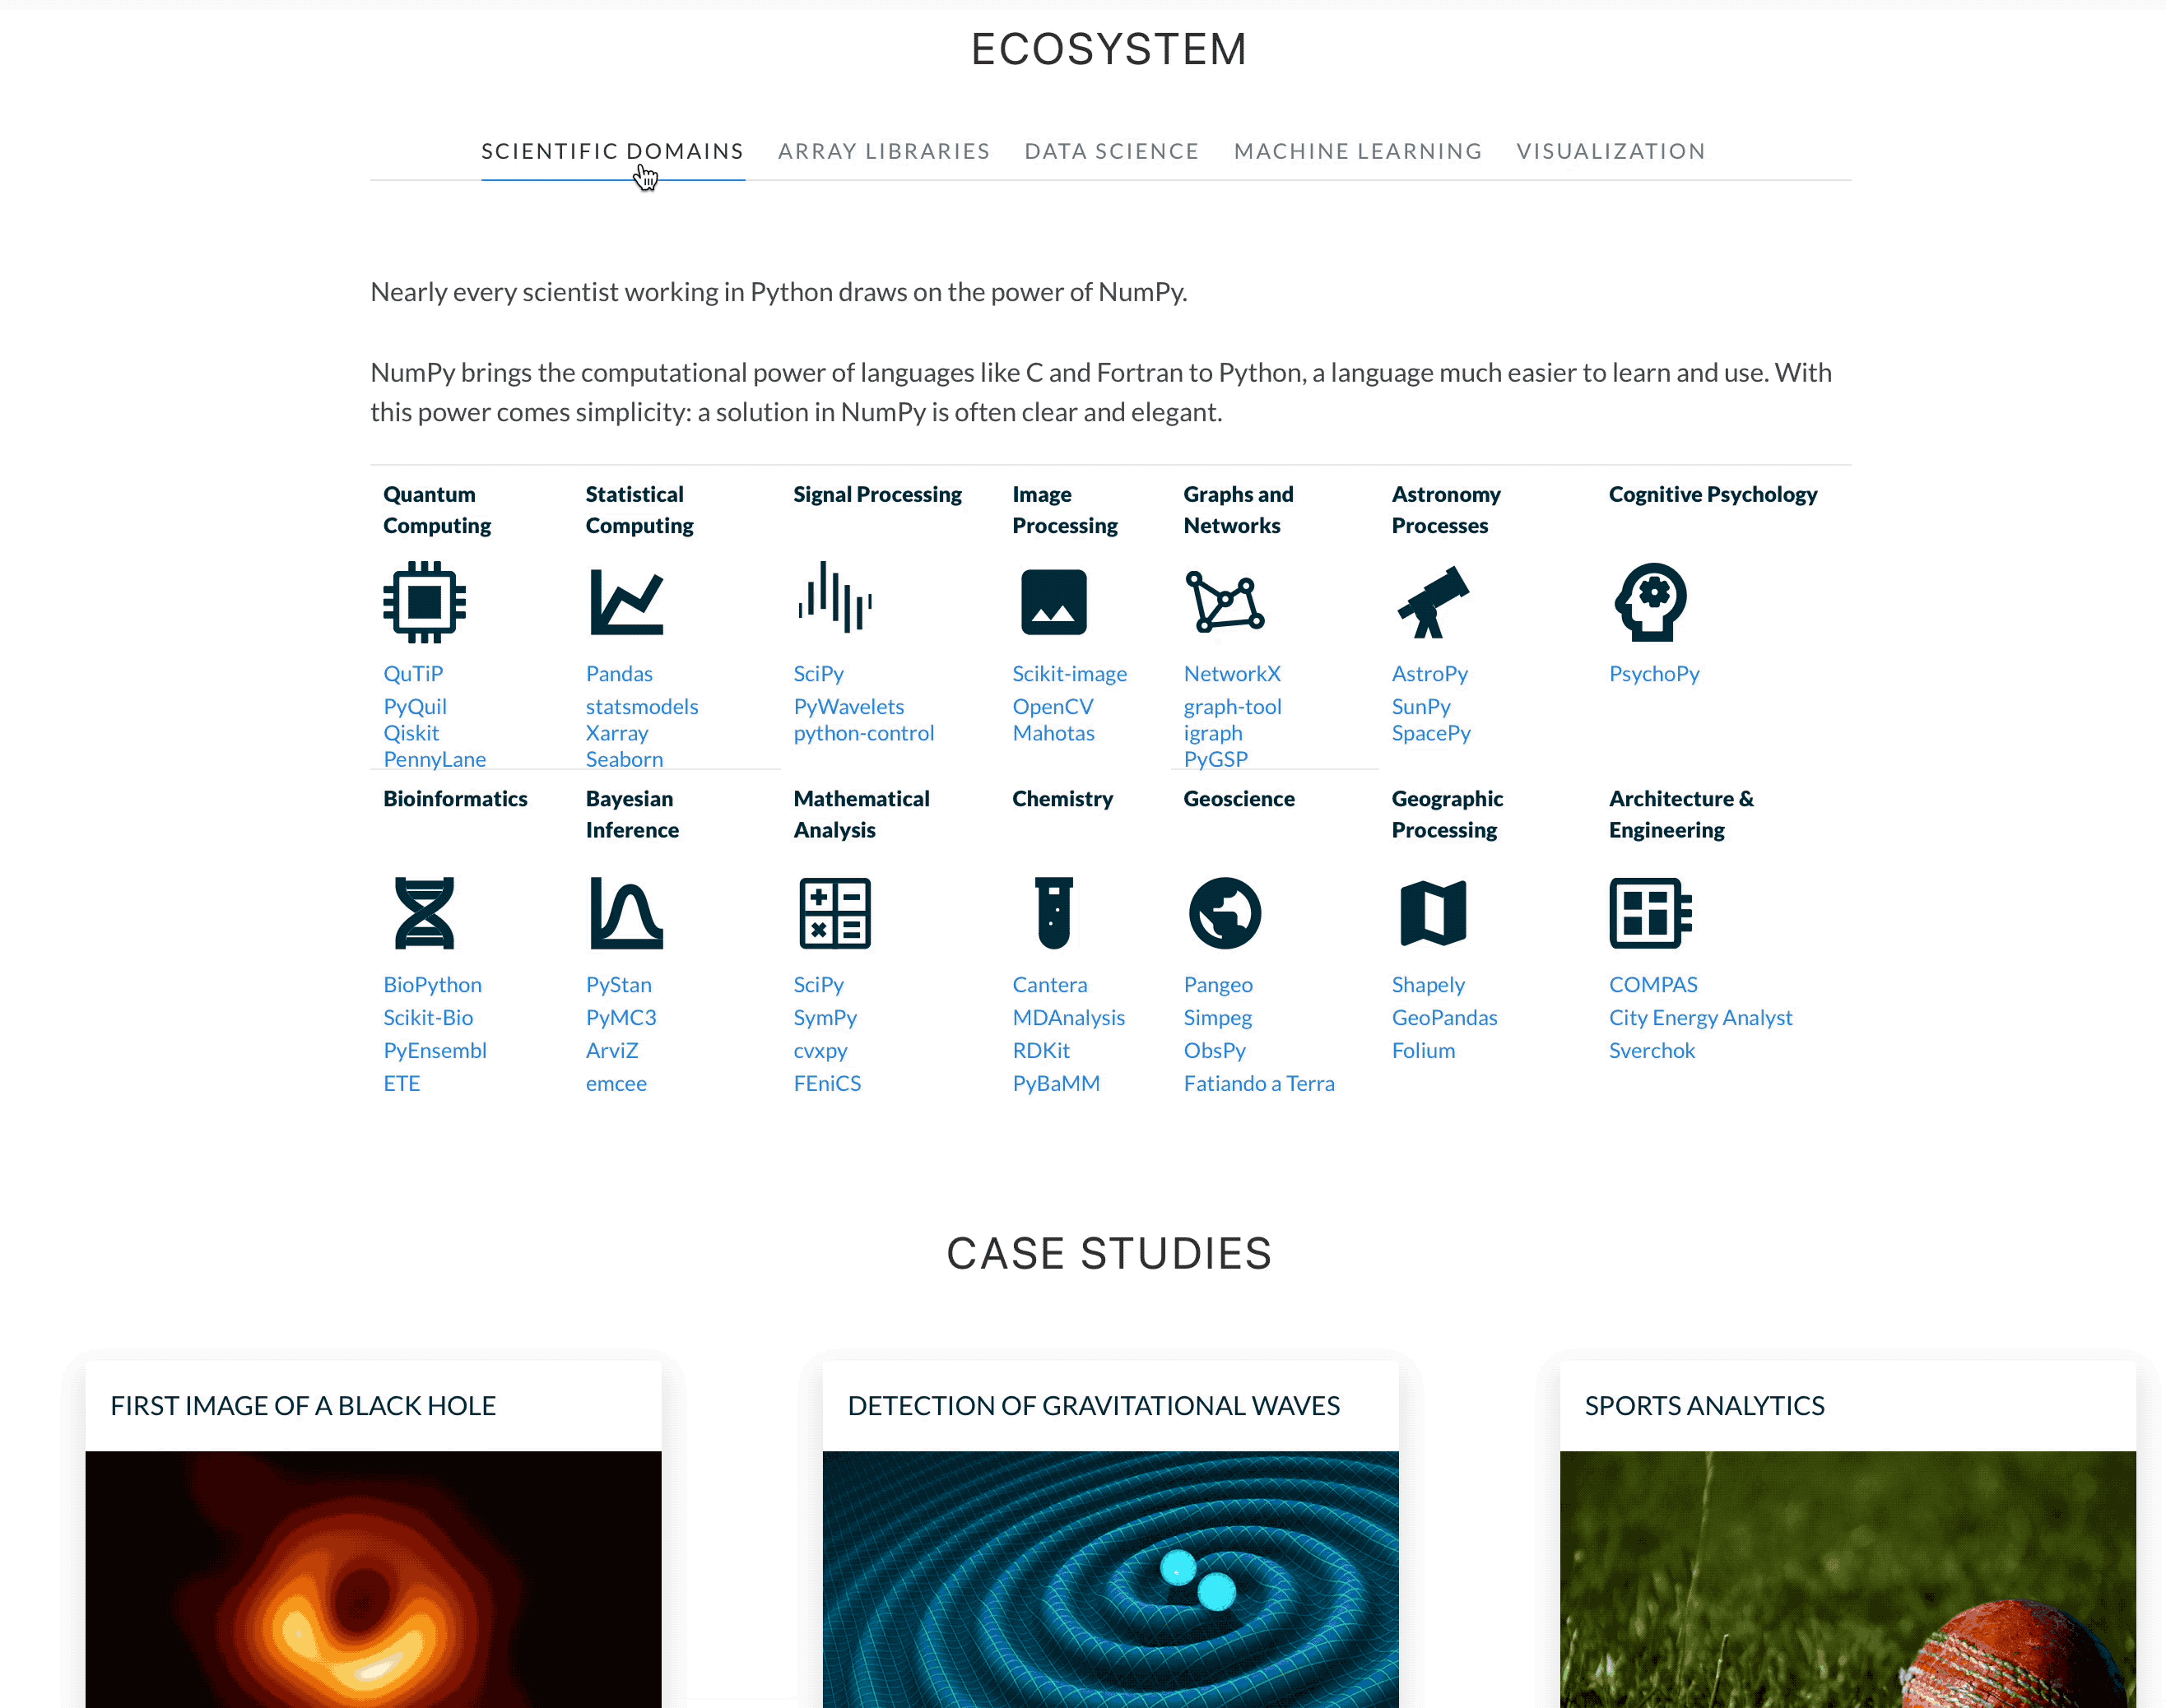 ECOSYSTEM
SCIENTIFIC DOMAINS ARRAY LIBRARIES DATA SCIENCE MACHINE LEARNING VISUALIZATION
Nearly every scientist working in Python draws on the power of NumPy.
NumPy brings the computational power of languages like C and Fortran to Python, a language much easier to learn and use. With
this power comes simplicity: a solution in NumPy is often clear and elegant.
Quantum
Computing
QuTiP
PyQuil
Qiskit
PennyLane
Statistical
Computing
Pandas
statsmodels
Xarray
Seaborn
Signal Processing
SciPy
PyWavelets
python-control
Image
Processing
Scikit-image
OpenCV
Mahotas
Graphs and
Networks
NetworkX
graph-tool
igraph
PyGSP
Astronomy
Processes
AstroPy
SunPy
SpacePy
Cognitive Psychology
PsychoPy
Bioinformatics
BioPython
Scikit-Bio
PyEnsembl
ETE
Bayesian
Inference
PyStan
PyMC3
ArviZ
emcee
Mathematical
Analysis
SciPy
SymPy
cvxpy
FEniCS
Chemistry
Cantera
MDAnalysis
RDKit
PyBaMM
Geoscience
Pangeo
Simpeg
ObsPy
Fatiando a Terra
Geographic
Processing
Shapely
GeoPandas
Folium
Architecture &
Engineering
COMPAS
City Energy Analyst
Sverchok
CASE STUDIES
FIRST IMAGE OF A BLACK HOLE
DETECTION OF GRAVITATIONAL WAVES
SPORTS ANALYTICS